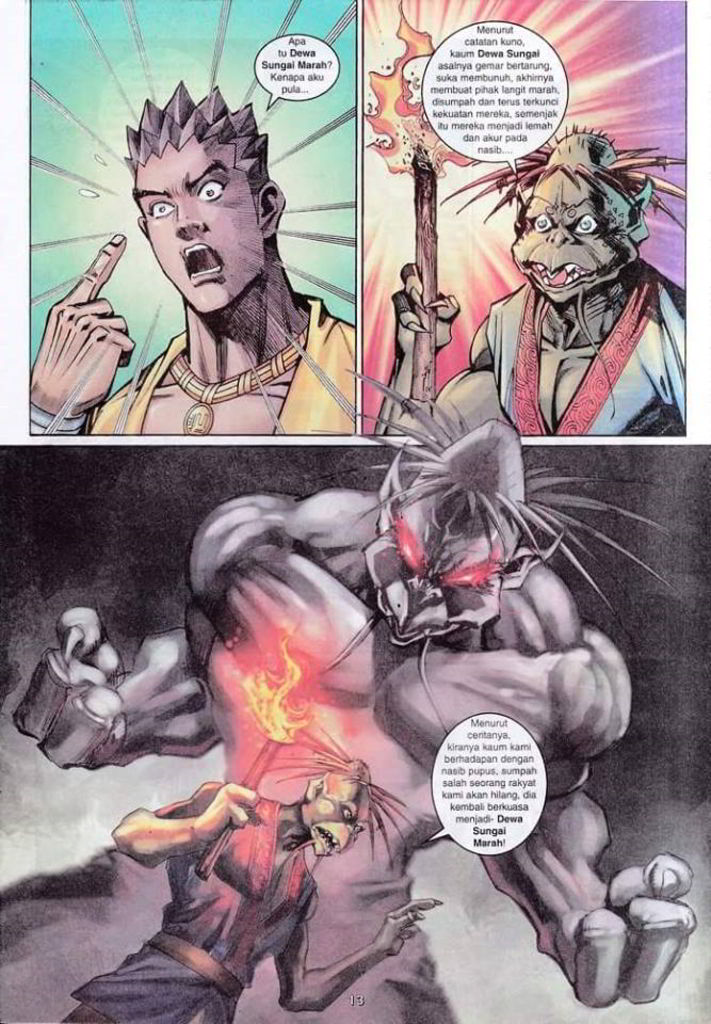 Apa
tu Dewa
Sungai Marah?
Kenapa aku
pula...
Menurut
catatan kuno,
kaum Dewa Sungai
asalnya gemar bertarung,
suka membunuh, akhirnya
membuat pihak langit marah,
disumpah dan terus terkunci
kekuatan mereka, semenjak
itu mereka menjadi lemah
dan akur pada
nasib....
Menurut
ceritanya,
kiranya kaum kami
berhadapan dengan
nasib pupus, sumpah
salah seorang rakyat
kami akan hilang, dia
kembali berkuasa
menjadi- Dewa
Sungai
Marah!
13